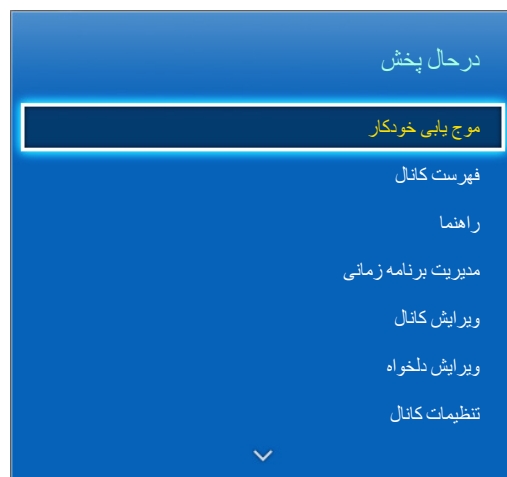 درحال پخش
موج یابی خودکار
فهرست کانال
راهنما
مدیریت برنامه زمانی
ویرایش کانال
ویرایش دلخواه
تنظیمات کانال